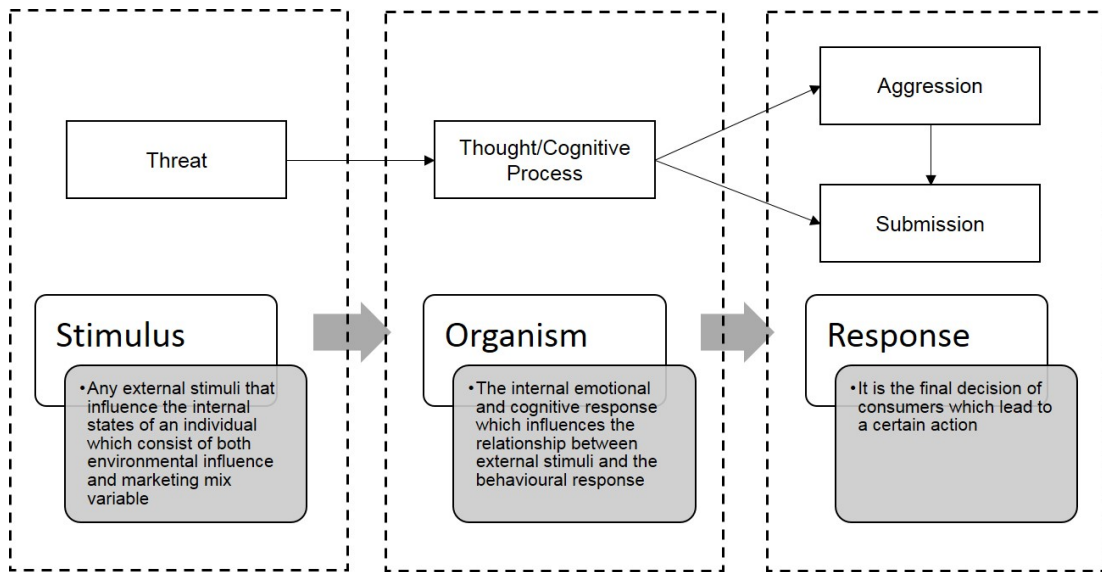 Threat
Thought/Cognitive
Process
Aggression
Submission
Stimulus
•Any external stimuli that
influence the internal
states of an individual
which consist of both
environmental influence
and marketing mix
variable
Organism
•The internal emotional
and cognitive response
which influences the
relationship between
external stimuli and the
behavioural response
Response
•It is the final decision of
consumers which lead to
a certain action